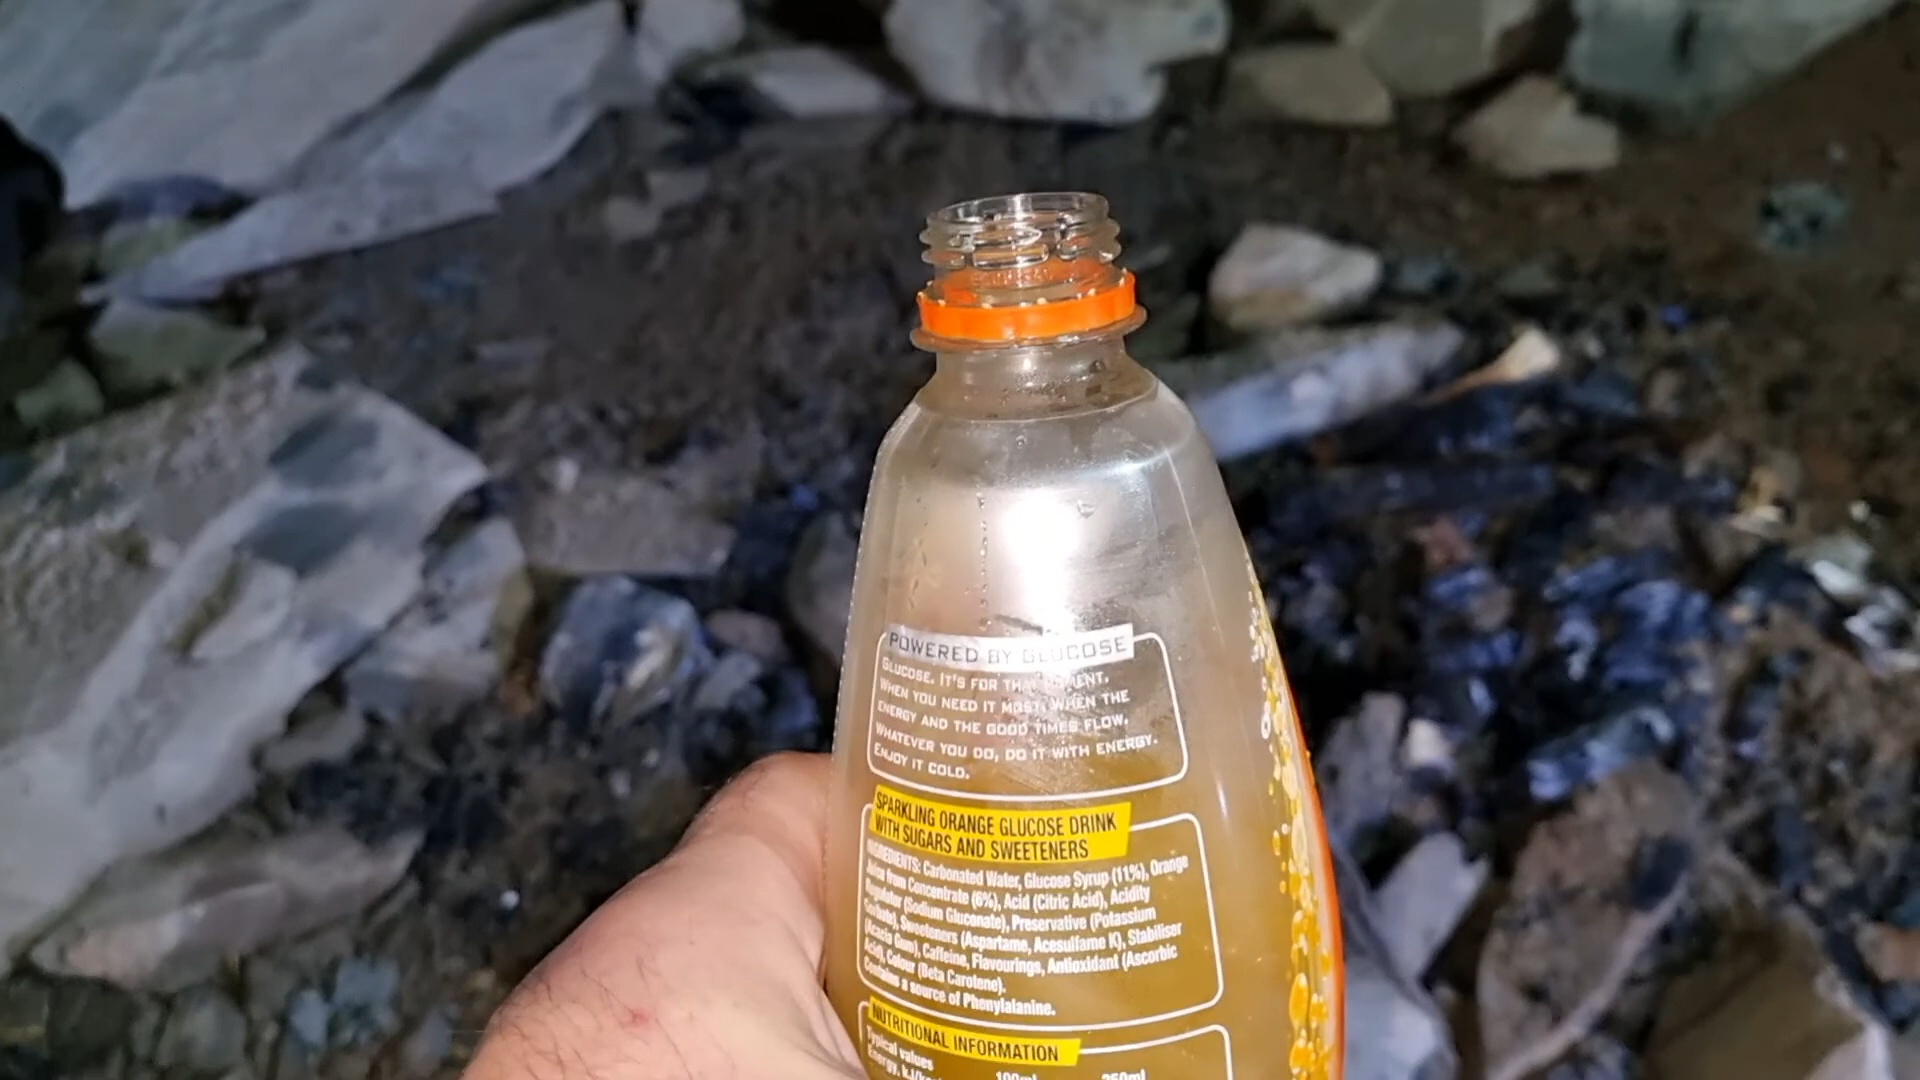 POWERED BY GLUCOSE
GLUCOSE. IT'S FOR THAT MOMENT,
WHEN YOU NEED IT MOST. WHEN THE
ENERGY AND THE GOOD TIMES FLOW.
WHATEVER YOU DO, DO IT WITH ENERGY.
ENJOY IT COLD.
SPARKLING ORANGE GLUCOSE DRINK
WITH SUGARS AND SWEETENERS
INGREDIENTS: Carbonated Water, Glucose Syrup (11%), Orange
Juice from Concentrate (6%), Acid (Citric Acid), Acidity
Regulator (Sodium Gluconate), Preservative (Potassium
Sorbate), Sweeteners (Aspartame, Acesulfame K), Stabiliser
(Acacia Gum), Caffeine, Flavourings, Antioxidant (Ascorbic
Acid), Colour (Beta Carotene).
Contains a source of Phenylalanine.
NUTRITIONAL INFORMATION
Typical values
Energy, 100ml 250ml